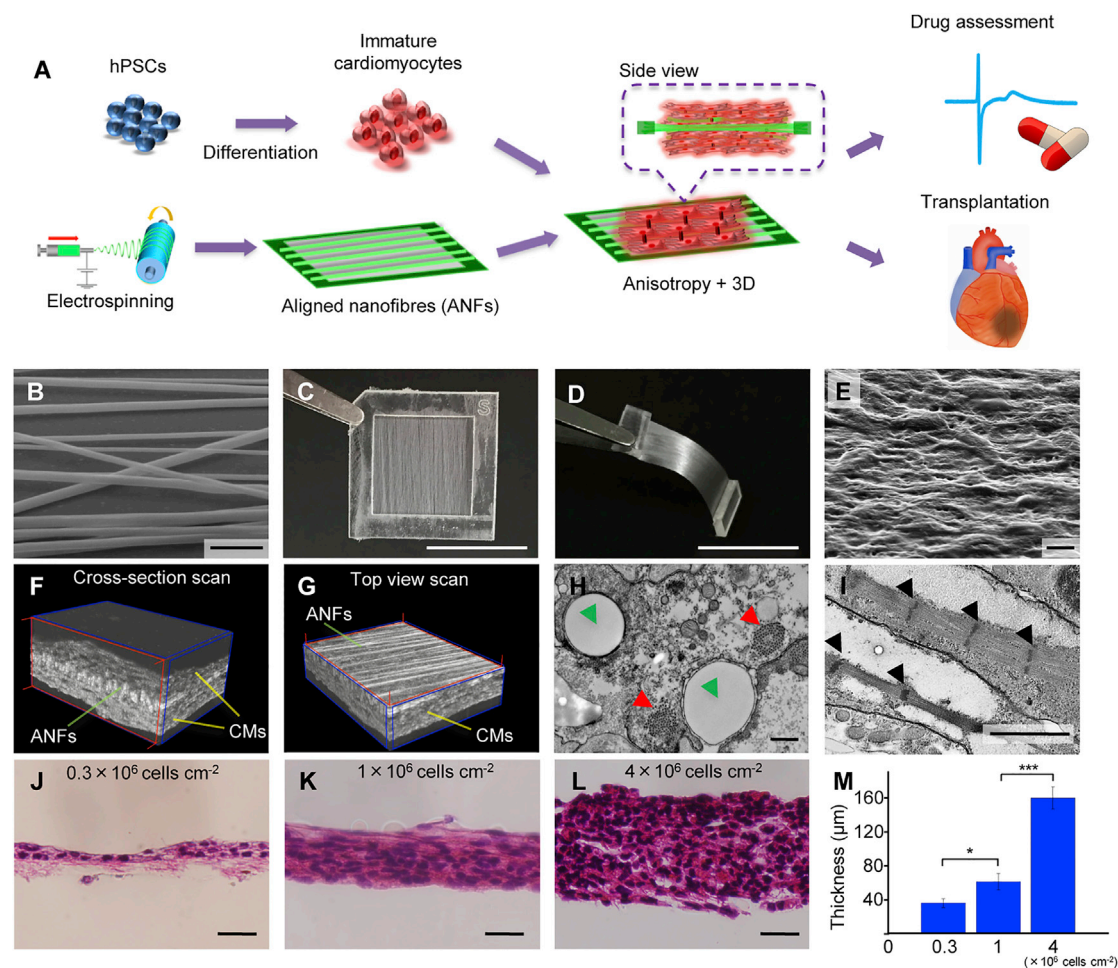 A
hPSCs
Differentiation
Immature
cardiomyocytes
Side view
Drug assessment
Electrospinning
Aligned nanofibres (ANFs)
Anisotropy + 3D
Transplantation
B
C
S
D
E
F
Cross-section scan
ANFs
CMs
G
Top view scan
ANFs
CMs
H
I
J
0.3 × 10⁶ cells cm⁻²
K
1 × 10⁶ cells cm⁻²
L
4 × 10⁶ cells cm⁻²
M
Thickness (μm)
160
120
80
40
0
*
***
0.3
1
4
(× 10⁶ cells cm⁻²)